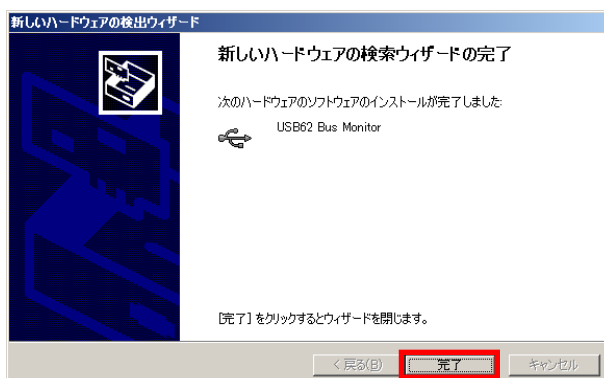 新しいハードウェアの検出ウィザード
新しいハードウェアの検索ウィザードの完了
次のハードウェアのソフトウェアのインストールが完了しました:
USB62 Bus Monitor
[完了] をクリックするとウィザードを閉じます。
< 戻る(B)
完了
キャンセル